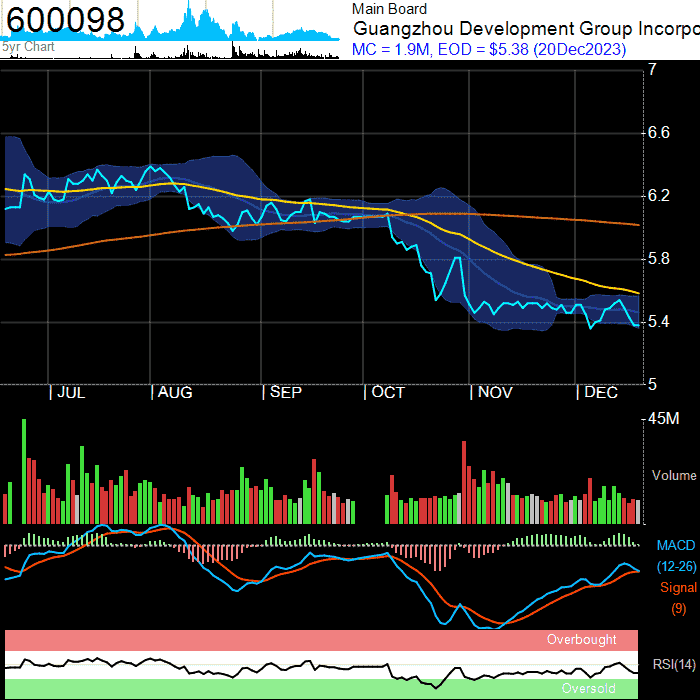 600098
5yr Chart
Main Board
Guangzhou Development Group Incorpo
MC = 1.9M, EOD = $5.38 (20Dec2023)
7
6.6
6.2
5.8
5.4
5
| JUL | AUG | SEP | OCT | NOV | DEC
45M
Volume
MACD
(12-26)
Signal
(9)
Overbought
RSI(14)
Oversold